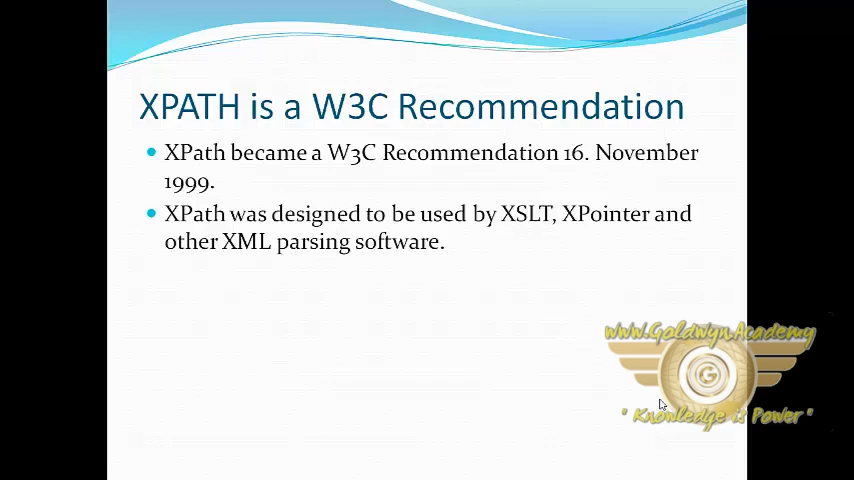 XPATH is a W3C Recommendation
• XPath became a W3C Recommendation 16. November
1999.
• XPath was designed to be used by XSLT, XPointer and
other XML parsing software.
www.Goldwyn.Academy
G
" Knowledge is Power "